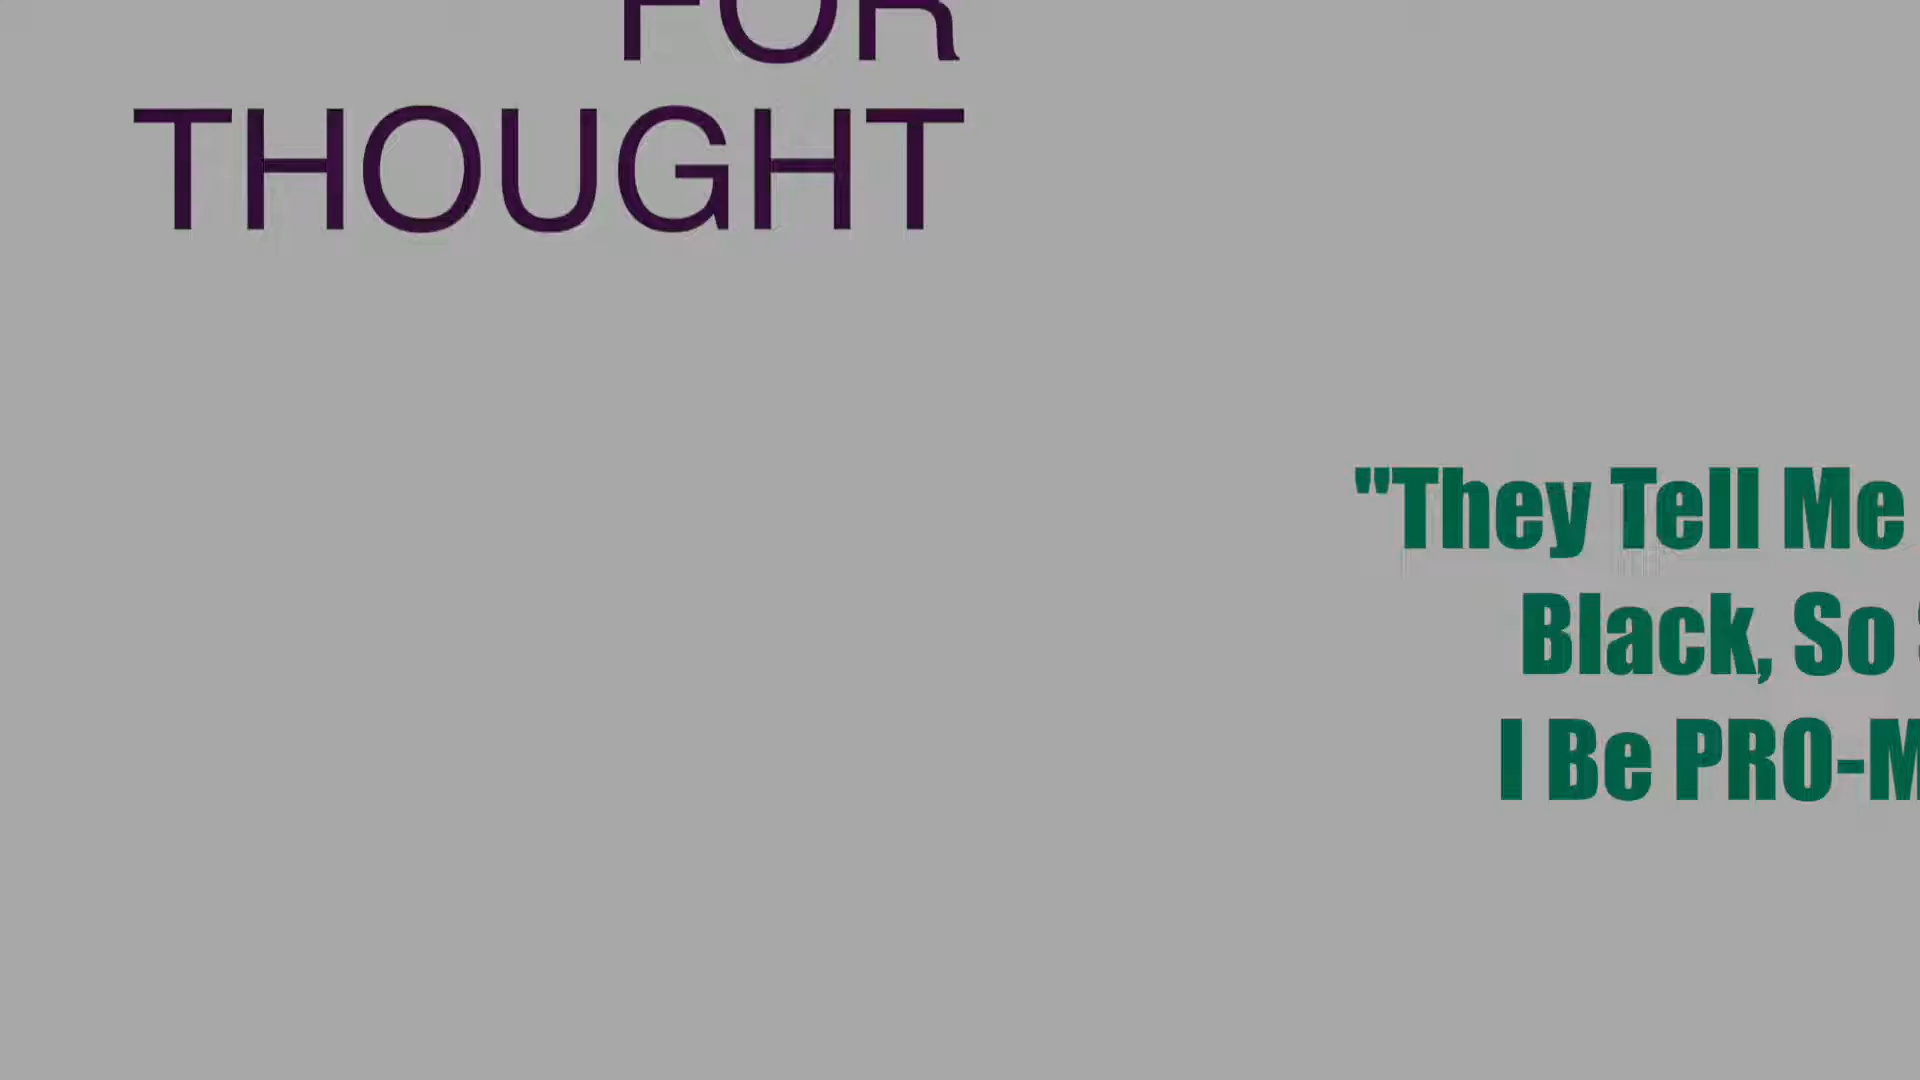 FOR
THOUGHT
"They Tell Me
Black, So
I Be PRO-M